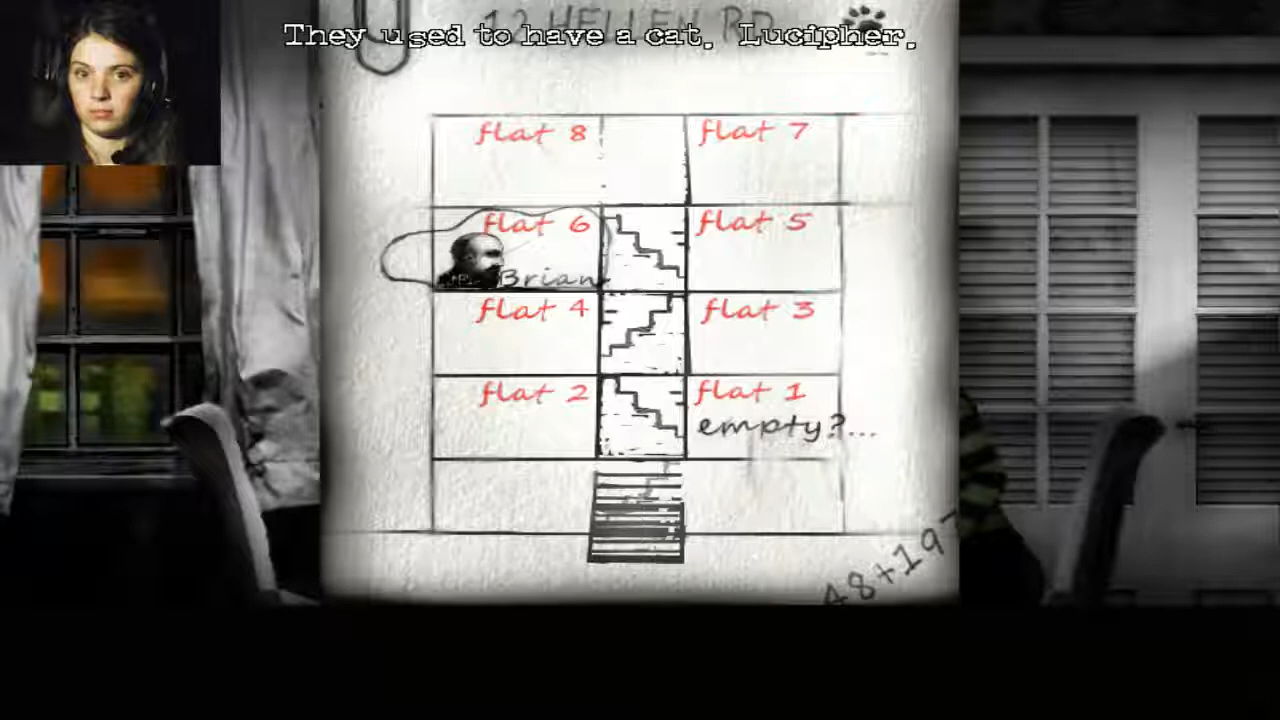 12 HELLEN RD
They used to have a cat. Lucipher.
flat 8 flat 7
flat 6 flat 5
Brian
flat 4 flat 3
flat 2 flat 1
empty?...
48+19-